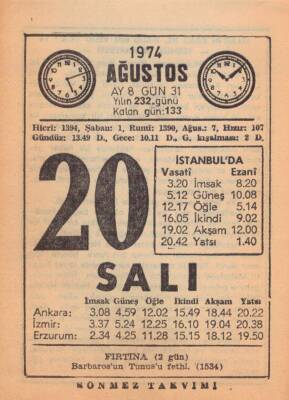 1974
AĞUSTOS
AY 8 GÜN 31
Yılın 232.günü
Kalan gün:133
Hicri: 1394, Şaban: 1, Rumî: 1390, Ağus.: 7, Hızır: 107
Gündüz: 13.49 D., Gece: 10.11 D., G. kısalması: 2 D.
20
İSTANBUL'DA
Vasatî Ezanî
3.20 İmsak 8.20
5.12 Güneş 10.08
12.17 Öğle 5.14
16.05 İkindi 9.02
19.02 Akşam 12.00
20.42 Yatsı 1.40
SALI
İmsak Güneş Öğle İkindi Akşam Yatsı
Ankara: 3.08 4.59 12.02 15.49 18.44 20.22
İzmir: 3.37 5.24 12.25 16.10 19.04 20.38
Erzurum: 2.34 4.25 11.28 15.15 18.12 19.50
FIRTINA (2 gün)
Barbaros'un Tunus'u fethi. (1534)
SÖNMEZ TAKVİMİ